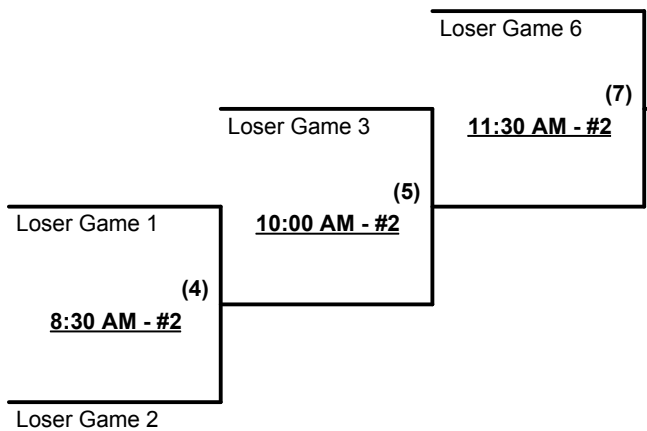 Loser Game 6
(7)
11:30 AM - #2
Loser Game 3
(5)
10:00 AM - #2
Loser Game 1
(4)
8:30 AM - #2
Loser Game 2